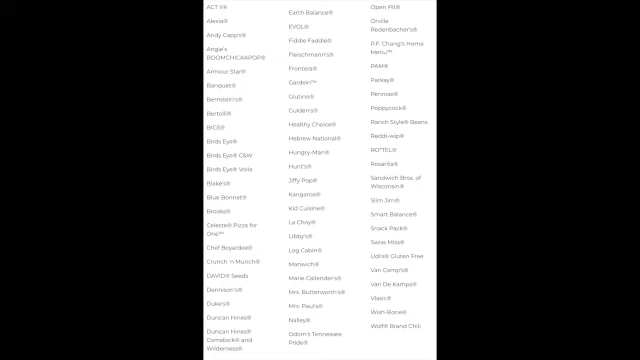 ACT II®
Alexia®
Andy Capp's®
Angie's
BOOMCHICKAPOP®
Armour Star®
Banquet®
Bernstein's®
Bertolli®
BIGS®
Birds Eye®
Birds Eye® C&W
Birds Eye® Voila
Blake's®
Blue Bonnet®
Brooks®
Celeste® Pizza for
One™
Chef Boyardee®
Crunch 'n Munch®
DAVID® Seeds
Dennison's®
Duke's®
Duncan Hines®
Duncan Hines®
Comstock® and
Wilderness®
Earth Balance®
EVOL®
Fiddle Faddle®
Fleischmann's®
Frontera®
Gardein™
Glutino®
Gulden's®
Healthy Choice®
Hebrew National®
Hungry-Man®
Hunt's®
Jiffy Pop®
Kangaroo®
Kid Cuisine®
La Choy®
Libby's®
Log Cabin®
Manwich®
Marie Callender's®
Mrs. Butterworth's®
Mrs. Paul's®
Nalley®
Odom's Tennessee
Pride®
Open Pit®
Orville
Redenbacher's®
P.F. Chang's Home
Menu™
PAM®
Parkay®
Penrose®
Poppycock®
Ranch Style® Beans
Reddi-wip®
RO*TEL®
Rosarita®
Sandwich Bros. of
Wisconsin®
Slim Jim®
Smart Balance®
Snack Pack®
Swiss Miss®
Udi's® Gluten Free
Van Camp's®
Van De Kamps®
Vlasic®
Wish-Bone®
Wolf® Brand Chili